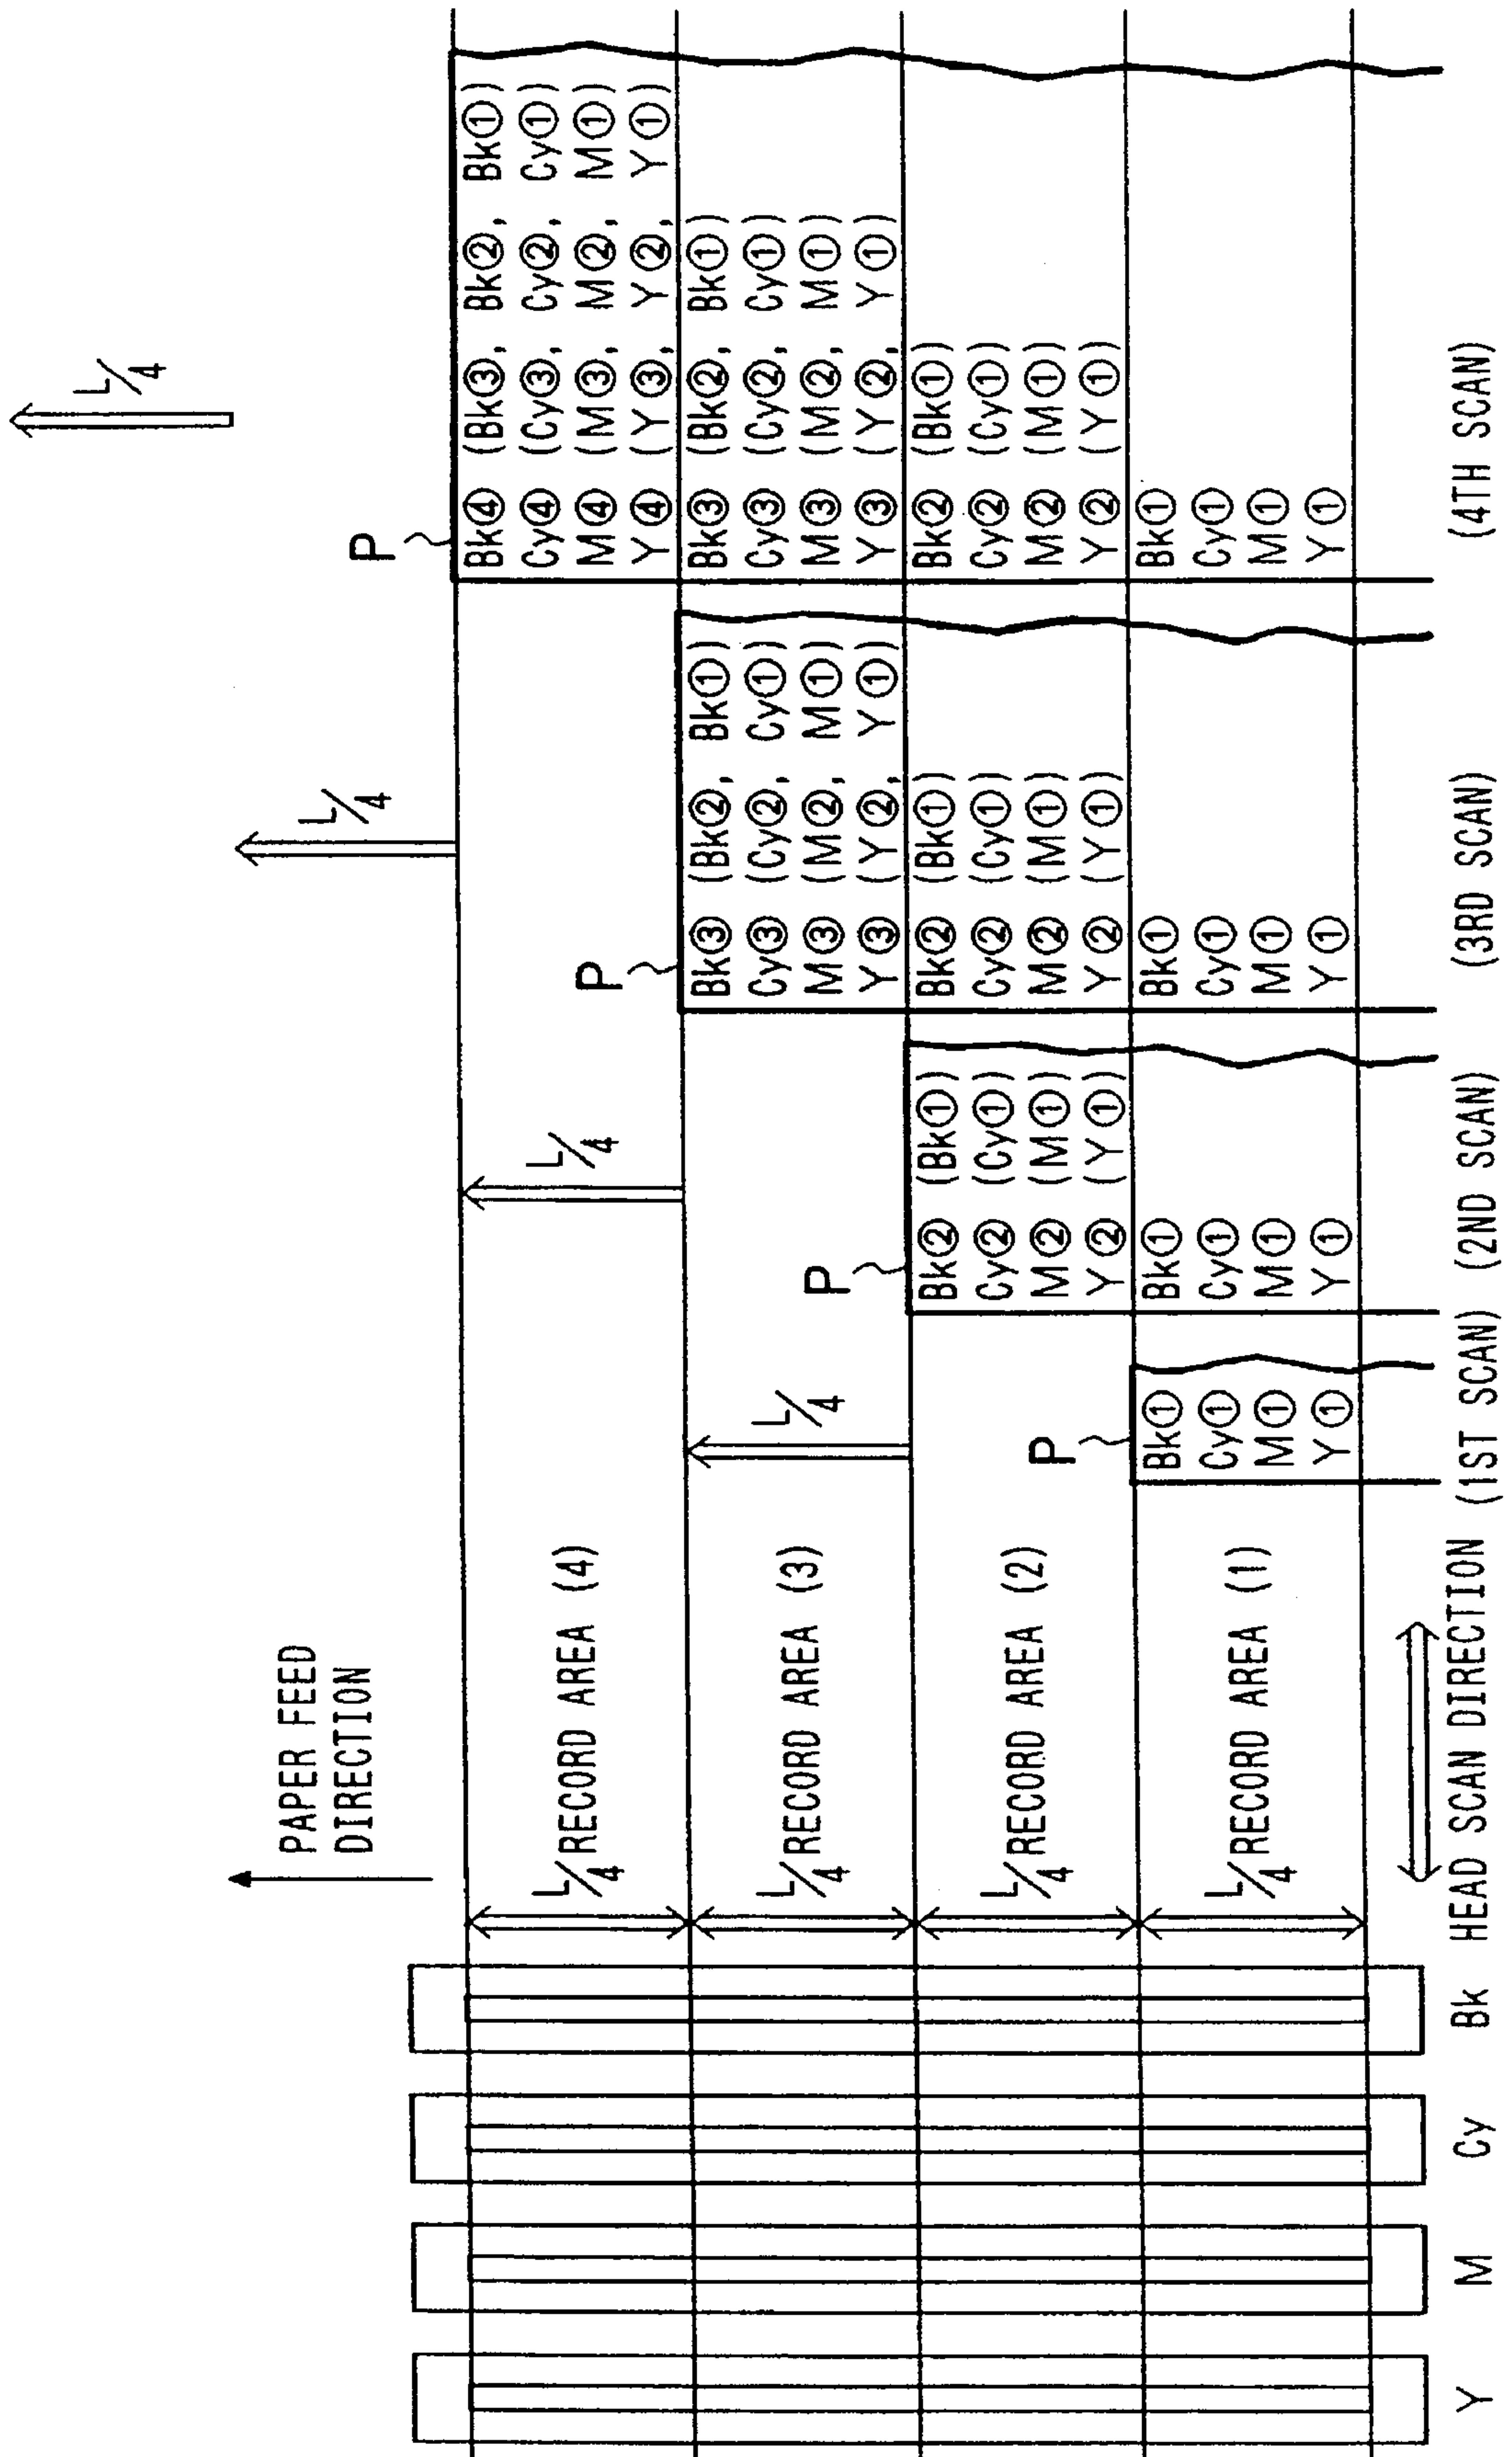 PAPER FEED
DIRECTION
L/4
L/4
L/4
L/4
L/4 RECORD AREA (4)
L/4 RECORD AREA (3)
L/4 RECORD AREA (2)
L/4 RECORD AREA (1)
P
Bk①
Cy①
M①
Y①
P
Bk② (Bk①)
Cy② (Cy①)
M② (M①)
Y② (Y①)
Bk①
Cy①
M①
Y①
P
Bk③ (Bk②, Bk①)
Cy③ (Cy②, Cy①)
M③ (M②, M①)
Y③ (Y②, Y①)
Bk② (Bk①)
Cy② (Cy①)
M② (M①)
Y② (Y①)
Bk①
Cy①
M①
Y①
P
Bk④ (Bk③, Bk②, Bk①)
Cy④ (Cy③, Cy②, Cy①)
M④ (M③, M②, M①)
Y④ (Y③, Y②, Y①)
Bk③ (Bk②, Bk①)
Cy③ (Cy②, Cy①)
M③ (M②, M①)
Y③ (Y②, Y①)
Bk② (Bk①)
Cy② (Cy①)
M② (M①)
Y② (Y①)
Bk①
Cy①
M①
Y①
Y M Cy Bk HEAD SCAN DIRECTION (1ST SCAN) (2ND SCAN) (3RD SCAN) (4TH SCAN)